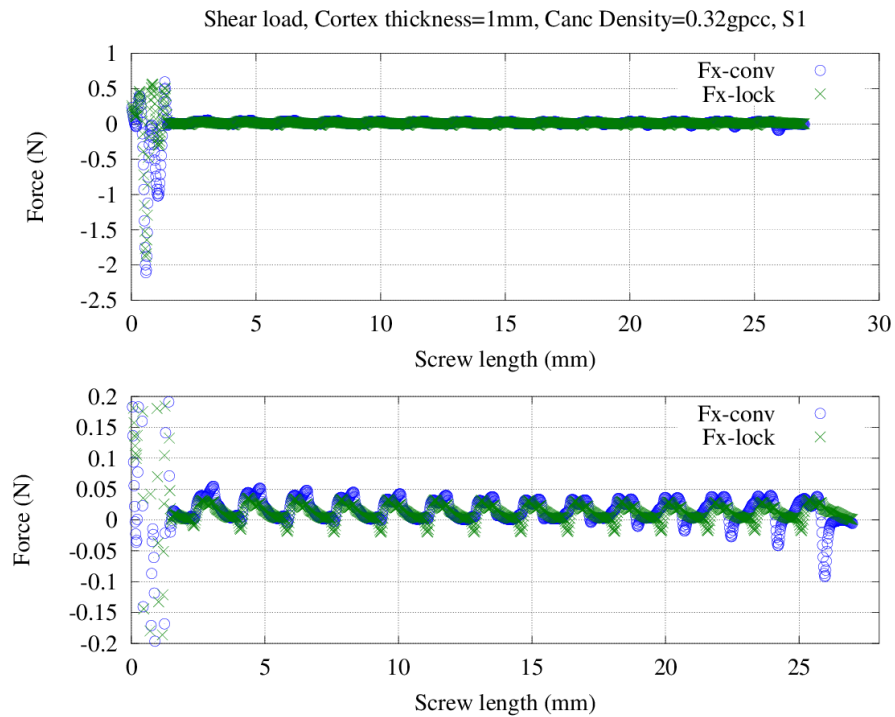 Shear load, Cortex thickness=1mm, Canc Density=0.32gpcc, S1
1
0.5
0
-0.5
-1
-1.5
-2
-2.5
Force (N)
Fx-conv
Fx-lock
0 5 10 15 20 25 30
Screw length (mm)
0.2
0.15
0.1
0.05
0
-0.05
-0.1
-0.15
-0.2
Force (N)
Fx-conv
Fx-lock
0 5 10 15 20 25
Screw length (mm)